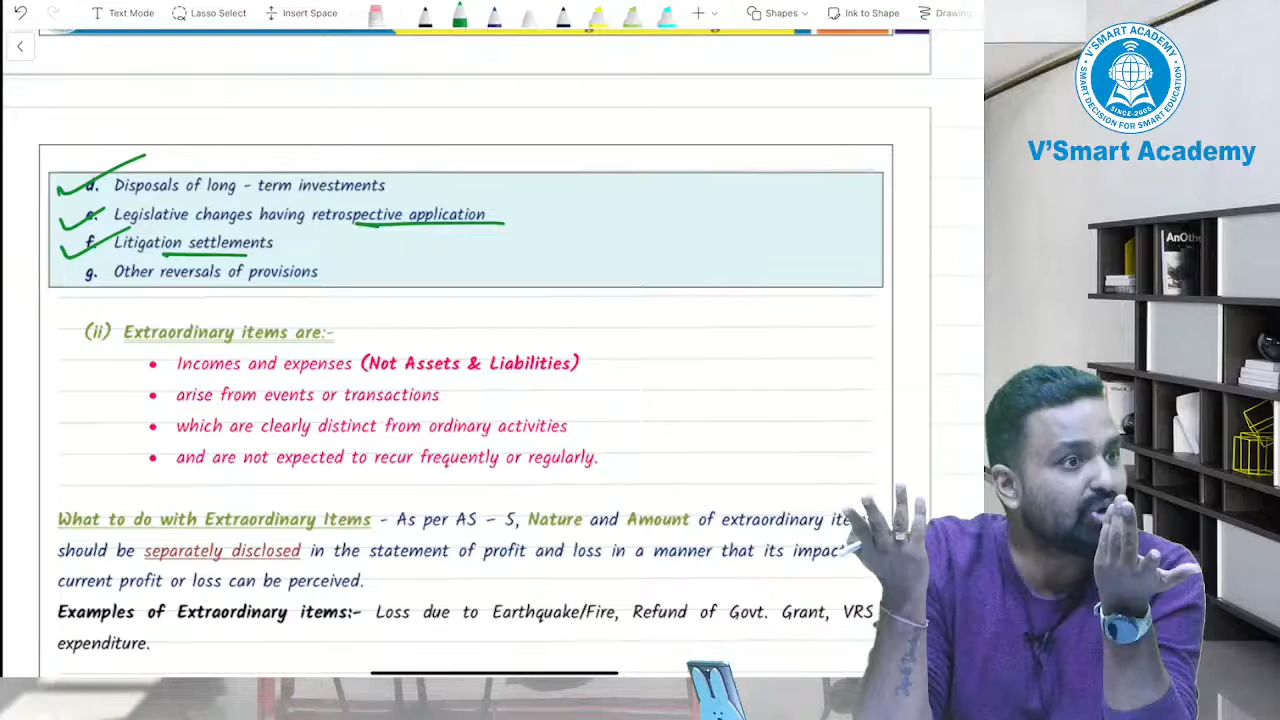 Text Mode Lasso Select Insert Space Shapes Ink to Shape Drawing
d. Disposals of long - term investments
e. Legislative changes having retrospective application
f. Litigation settlements
g. Other reversals of provisions
(ii) Extraordinary items are:-
• Incomes and expenses (Not Assets & Liabilities)
• arise from events or transactions
• which are clearly distinct from ordinary activities
• and are not expected to recur frequently or regularly.
What to do with Extraordinary Items - As per AS - 5, Nature and Amount of extraordinary ite
should be separately disclosed in the statement of profit and loss in a manner that its impac
current profit or loss can be perceived.
Examples of Extraordinary items:- Loss due to Earthquake/Fire, Refund of Govt. Grant, VRS
expenditure.
V'SMART ACADEMY
SMART DECISION FOR SMART EDUCATION
SINCE-2005
V'Smart Academy
AnOthe